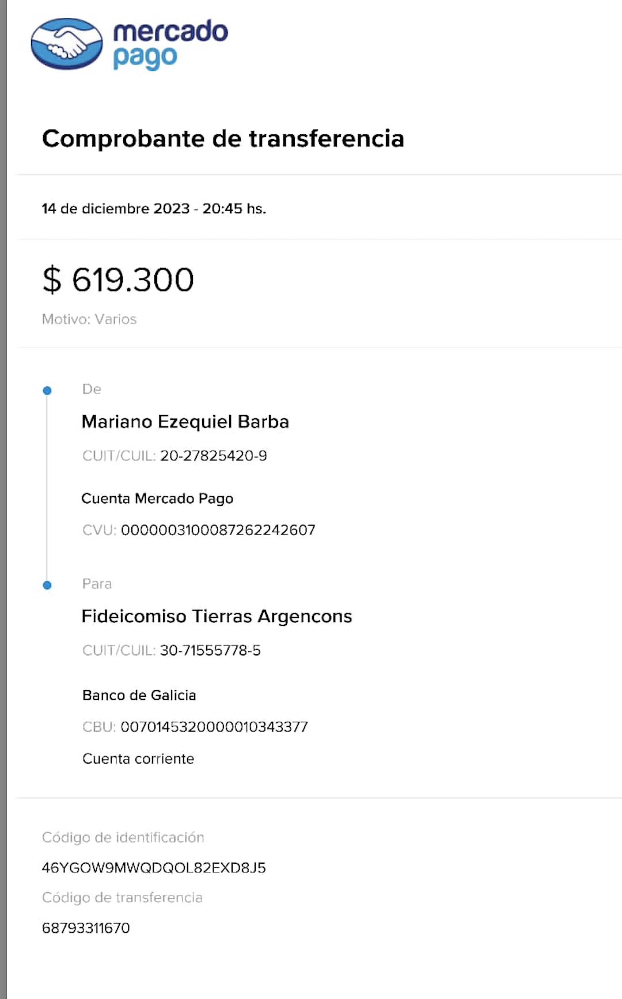 mercado
pago
Comprobante de transferencia
14 de diciembre 2023 - 20:45 hs.
$ 619.300
Motivo: Varios
De
Mariano Ezequiel Barba
CUIT/CUIL: 20-27825420-9
Cuenta Mercado Pago
CVU: 0000003100087262242607
Para
Fideicomiso Tierras Argencons
CUIT/CUIL: 30-71555778-5
Banco de Galicia
CBU: 0070145320000010343377
Cuenta corriente
Código de identificación
46YGOW9MWQDQOL82EXD8J5
Código de transferencia
68793311670